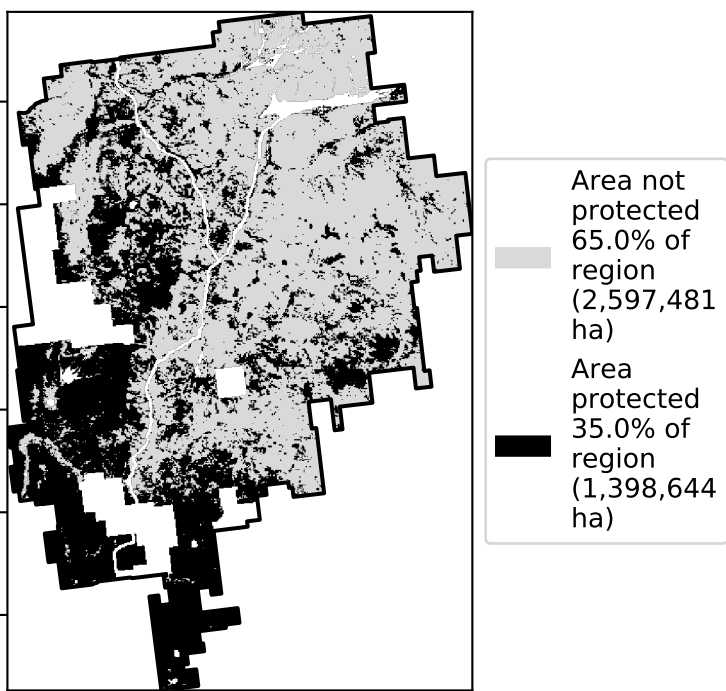 Area not
protected
65.0% of
region
(2,597,481
ha)
Area
protected
35.0% of
region
(1,398,644
ha)